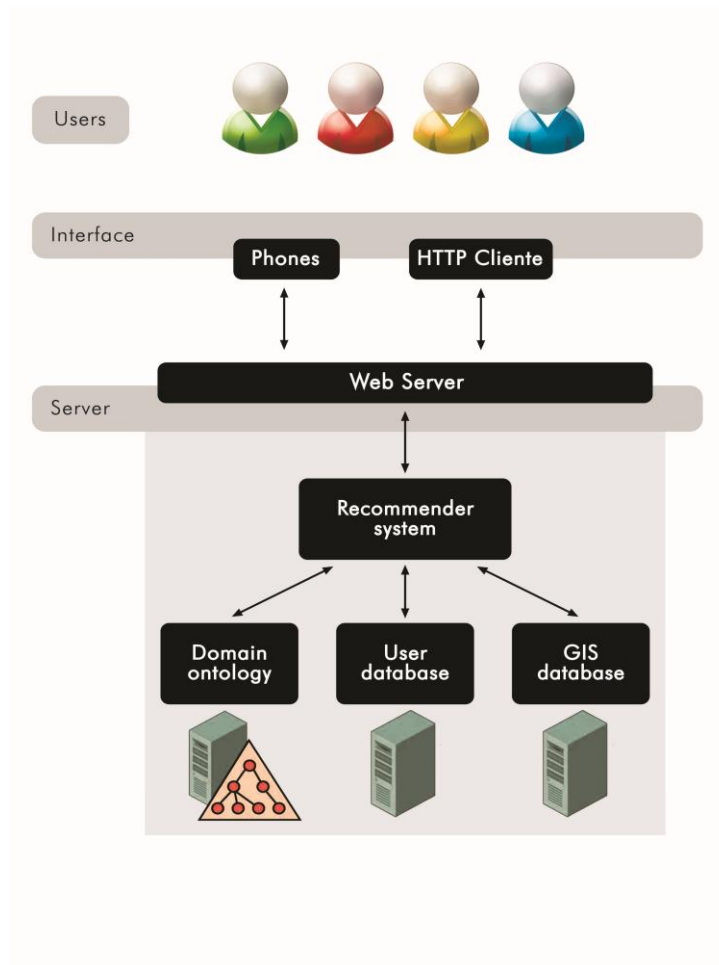 Users
Interface
Phones
HTTP Cliente
Web Server
Server
Recommender
system
Domain
ontology
User
database
GIS
database